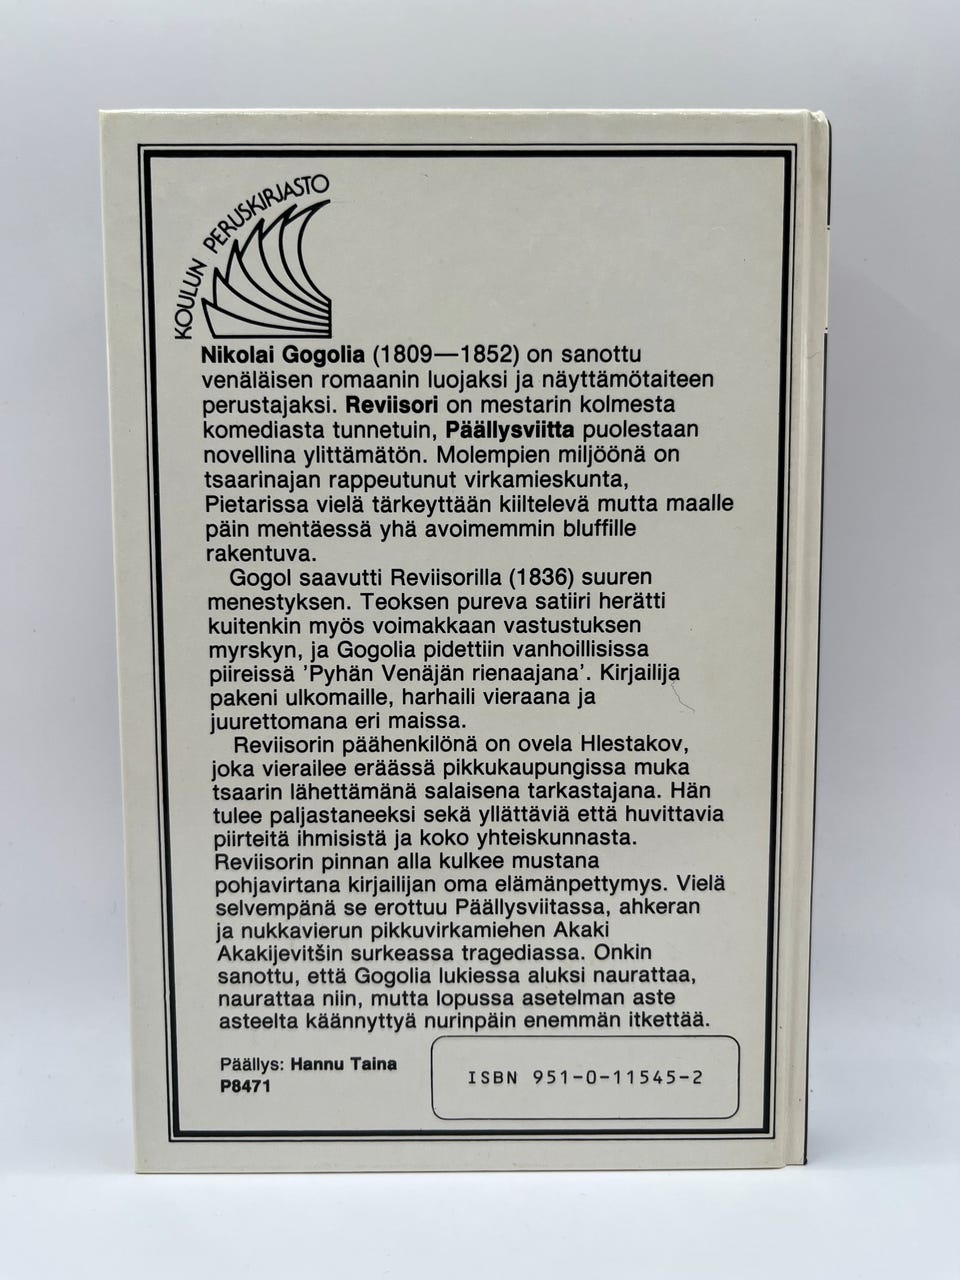 KOULUN PERUSKIRJASTO
Nikolai Gogolia (1809—1852) on sanottu
venäläisen romaanin luojaksi ja näyttämötaiteen
perustajaksi. Reviisori on mestarin kolmesta
komediasta tunnetuin, Päällysviitta puolestaan
novellina ylittämätön. Molempien miljöönä on
tsaarinajan rappeutunut virkamieskunta,
Pietarissa vielä tärkeyttään kiiltelevä mutta maalle
päin mentäessä yhä avoimemmin bluffille
rakentuva.
Gogol saavutti Reviisorilla (1836) suuren
menestyksen. Teoksen pureva satiiri herätti
kuitenkin myös voimakkaan vastustuksen
myrskyn, ja Gogolia pidettiin vanhoillisissa
piireissä 'Pyhän Venäjän rienaajana'. Kirjailija
pakeni ulkomaille, harhaili vieraana ja
juurettomana eri maissa.
Reviisorin päähenkilönä on ovela Hlestakov,
joka vierailee eräässä pikkukaupungissa muka
tsaarin lähettämänä salaisena tarkastajana. Hän
tulee paljastaneeksi sekä yllättäviä että huvittavia
piirteitä ihmisistä ja koko yhteiskunnasta.
Reviisorin pinnan alla kulkee mustana
pohjavirtana kirjailijan oma elämänpettymys. Vielä
selvempänä se erottuu Päällysviitassa, ahkeran
ja nukkavierun pikkuvirkamiehen Akaki
Akakijevitšin surkeassa tragediassa. Onkin
sanottu, että Gogolia lukiessa aluksi naurattaa,
naurattaa niin, mutta lopussa asetelman aste
asteelta käännyttyä nurinpäin enemmän itkettää.
Päällys: Hannu Taina
P8471
ISBN 951-0-11545-2